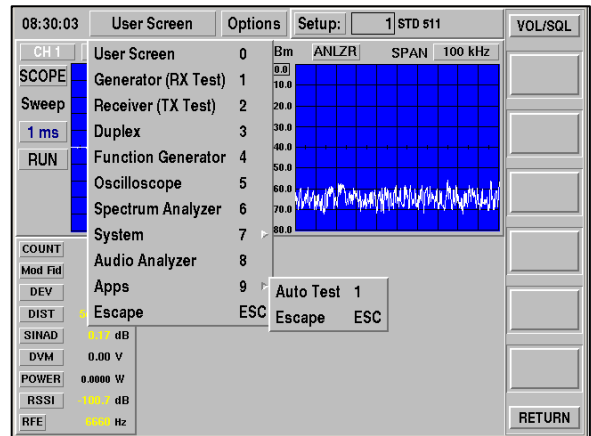 08:30:03 User Screen Options Setup: 1 STD 511 VOL/SQL
CH 1
SCOPE
Sweep
1 ms
RUN
User Screen 0
Generator (RX Test) 1
Receiver (TX Test) 2
Duplex 3
Function Generator 4
Oscilloscope 5
Spectrum Analyzer 6
System 7
Audio Analyzer 8
Apps 9
Escape ESC
Auto Test 1
Escape ESC
Bm ANLZR SPAN 100 kHz
0.0
10.0
20.0
30.0
40.0
50.0
60.0
70.0
80.0
COUNT
Mod Fid
DEV
DIST
SINAD 0.17 dB
DVM 0.00 V
POWER 0.0000 W
RSSI -100.7 dB
RFE 6660 Hz
RETURN